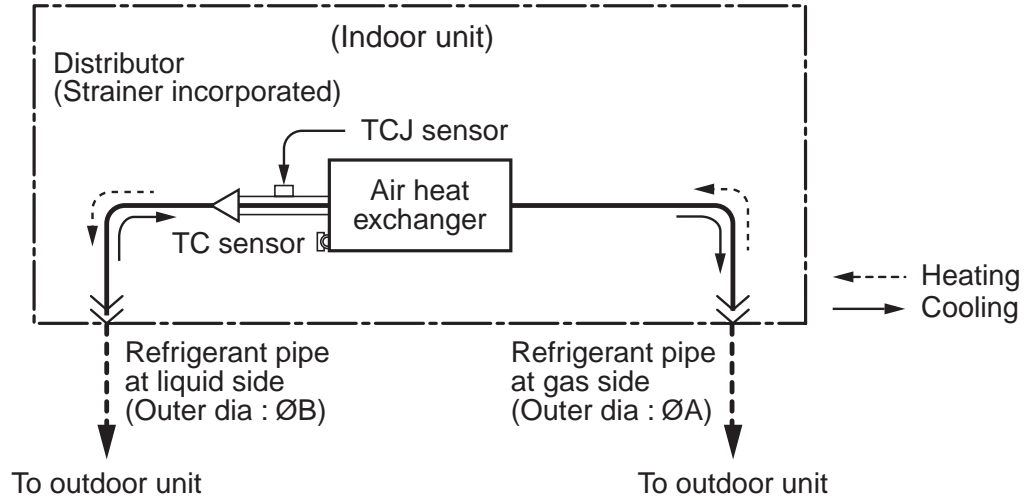 (Indoor unit)
Distributor
(Strainer incorporated)
TCJ sensor
Air heat
exchanger
TC sensor
Heating
Cooling
Refrigerant pipe
at liquid side
(Outer dia : ØB)
Refrigerant pipe
at gas side
(Outer dia : ØA)
To outdoor unit
To outdoor unit